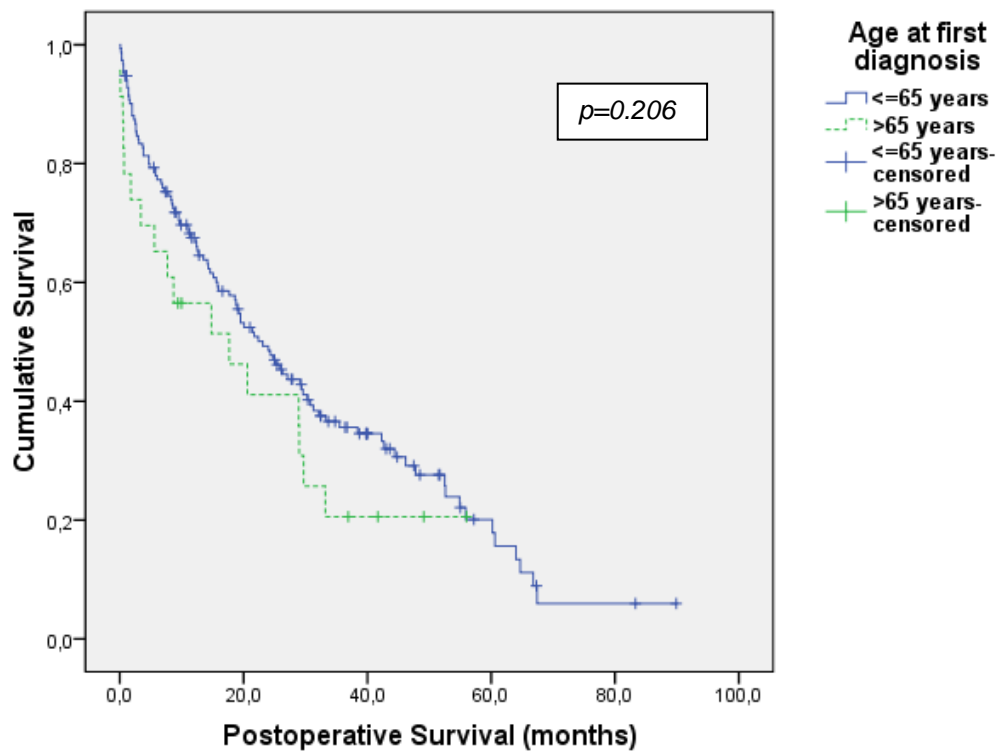 Age at first
diagnosis
<=65 years
>65 years
<=65 years-
censored
>65 years-
censored
p=0.206
Cumulative Survival
1,0
0,8
0,6
0,4
0,2
0,0
0,0 20,0 40,0 60,0 80,0 100,0
Postoperative Survival (months)